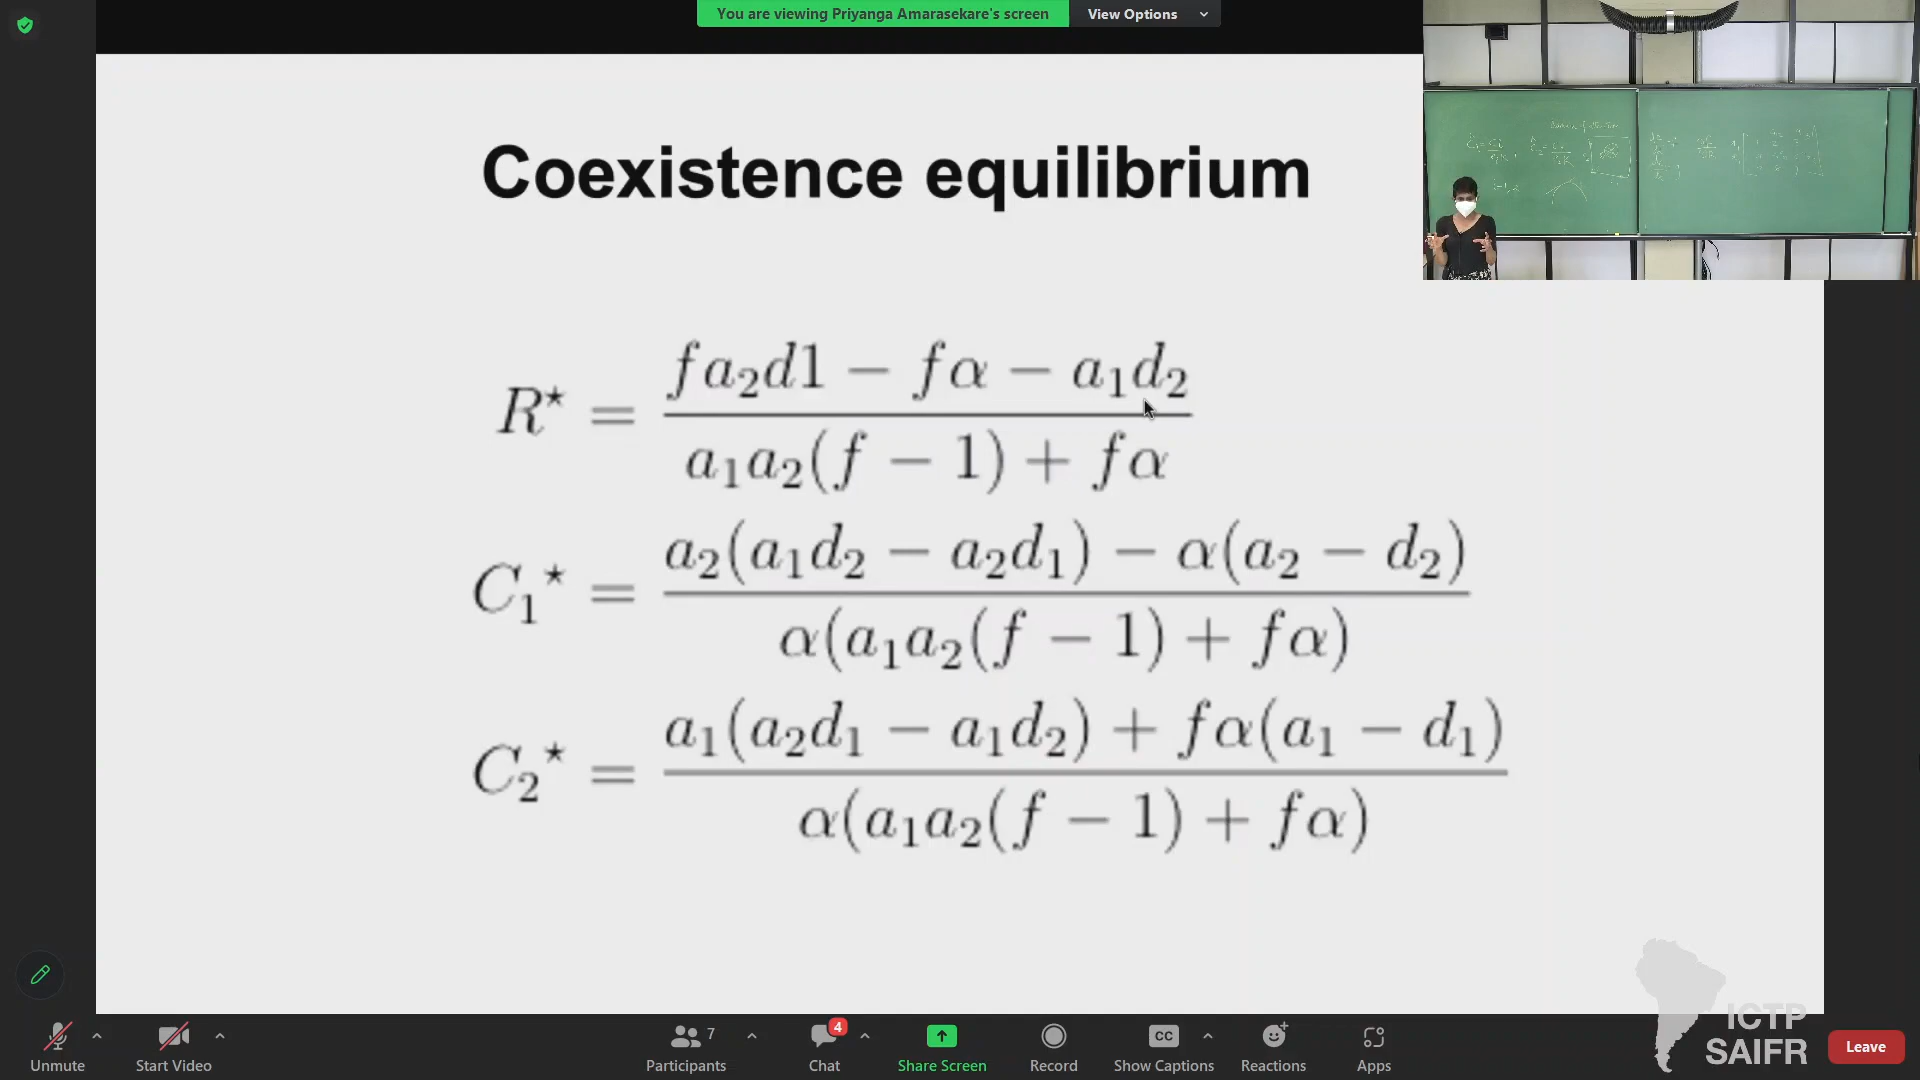 You are viewing Priyanga Amarasekare's screen
View Options
Coexistence equilibrium
R* = (fa₂d1 − fα − a₁d₂) / (a₁a₂(f − 1) + fα)
C₁* = (a₂(a₁d₂ − a₂d₁) − α(a₂ − d₂)) / (α(a₁a₂(f − 1) + fα))
C₂* = (a₁(a₂d₁ − a₁d₂) + fα(a₁ − d₁)) / (α(a₁a₂(f − 1) + fα))
ICTP
SAIFR
Unmute
Start Video
7
Participants
4
Chat
Share Screen
Record
CC
Show Captions
Reactions
Apps
Leave